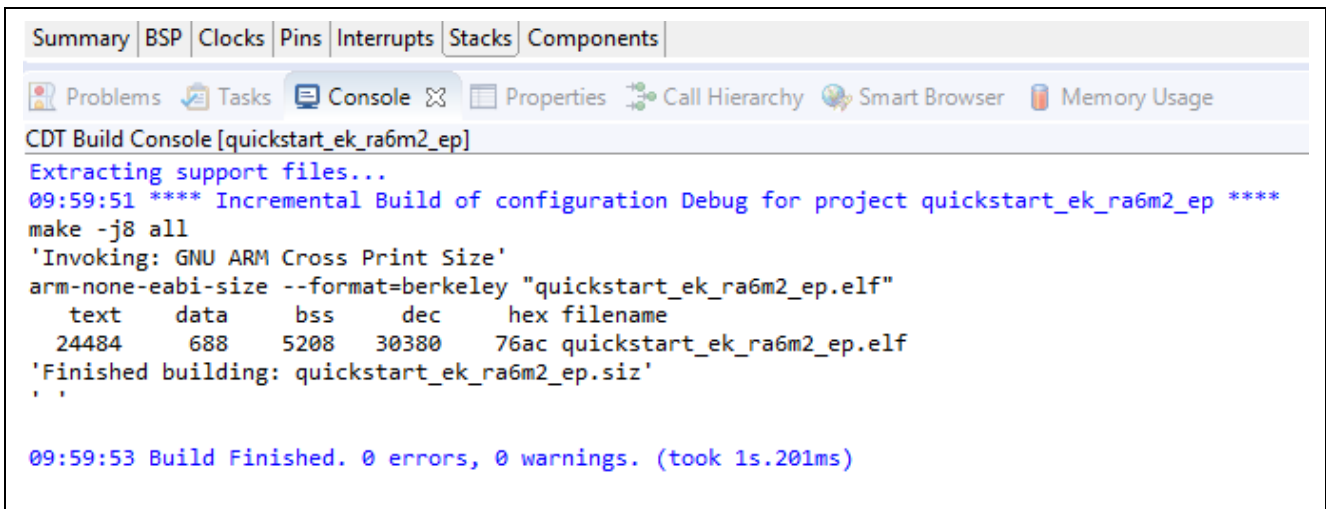 Summary BSP Clocks Pins Interrupts Stacks Components
Problems Tasks Console Properties Call Hierarchy Smart Browser Memory Usage
CDT Build Console [quickstart_ek_ra6m2_ep]
Extracting support files...
09:59:51 **** Incremental Build of configuration Debug for project quickstart_ek_ra6m2_ep ****
make -j8 all
'Invoking: GNU ARM Cross Print Size'
arm-none-eabi-size --format=berkeley "quickstart_ek_ra6m2_ep.elf"
   text    data     bss     dec     hex filename
  24484     688    5208   30380    76ac quickstart_ek_ra6m2_ep.elf
'Finished building: quickstart_ek_ra6m2_ep.siz'
' '
09:59:53 Build Finished. 0 errors, 0 warnings. (took 1s.201ms)